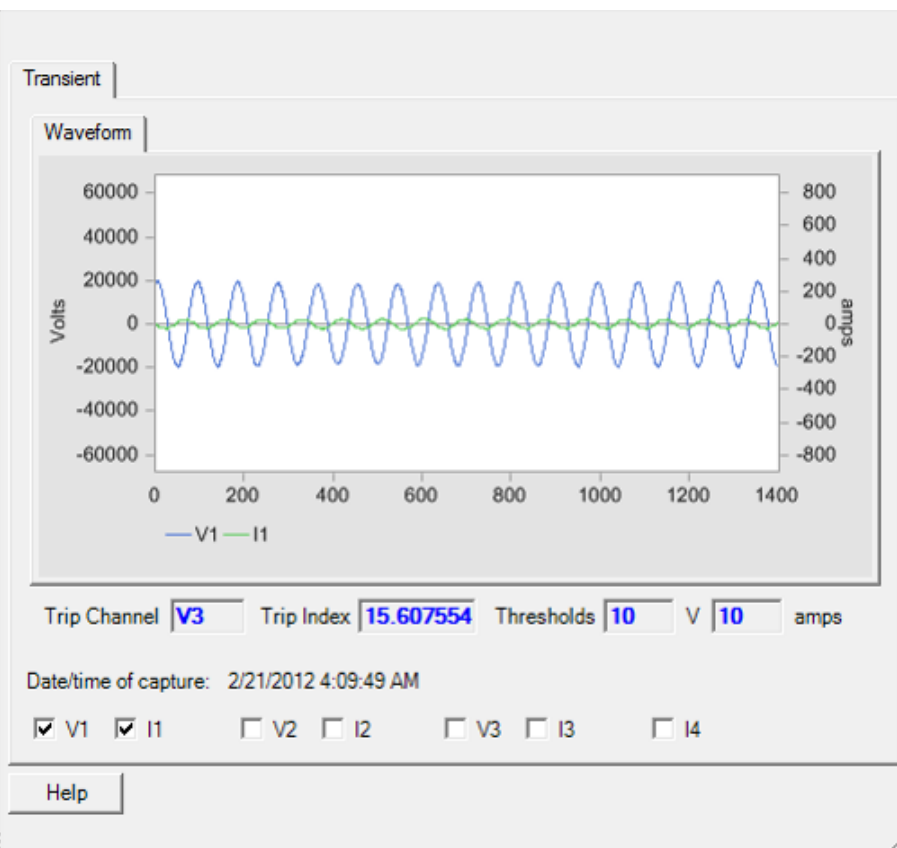 Transient
Waveform
60000
40000
20000
0
-20000
-40000
-60000
Volts
800
600
400
200
0
-200
-400
-600
-800
amps
0 200 400 600 800 1000 1200 1400
V1 I1
Trip Channel V3 Trip Index 15.607554 Thresholds 10 V 10 amps
Date/time of capture: 2/21/2012 4:09:49 AM
V1 I1 V2 I2 V3 I3 I4
Help